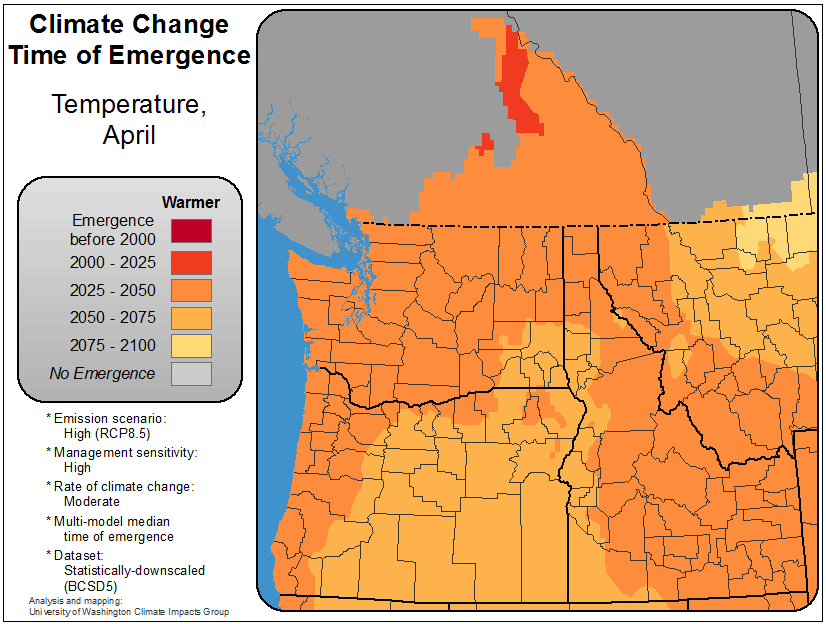 Climate Change
Time of Emergence
Temperature,
April
Warmer
Emergence
before 2000
2000 - 2025
2025 - 2050
2050 - 2075
2075 - 2100
No Emergence
* Emission scenario:
High (RCP8.5)
* Management sensitivity:
High
* Rate of climate change:
Moderate
* Multi-model median
time of emergence
* Dataset:
Statistically-downscaled
(BCSD5)
Analysis and mapping:
University of Washington Climate Impacts Group